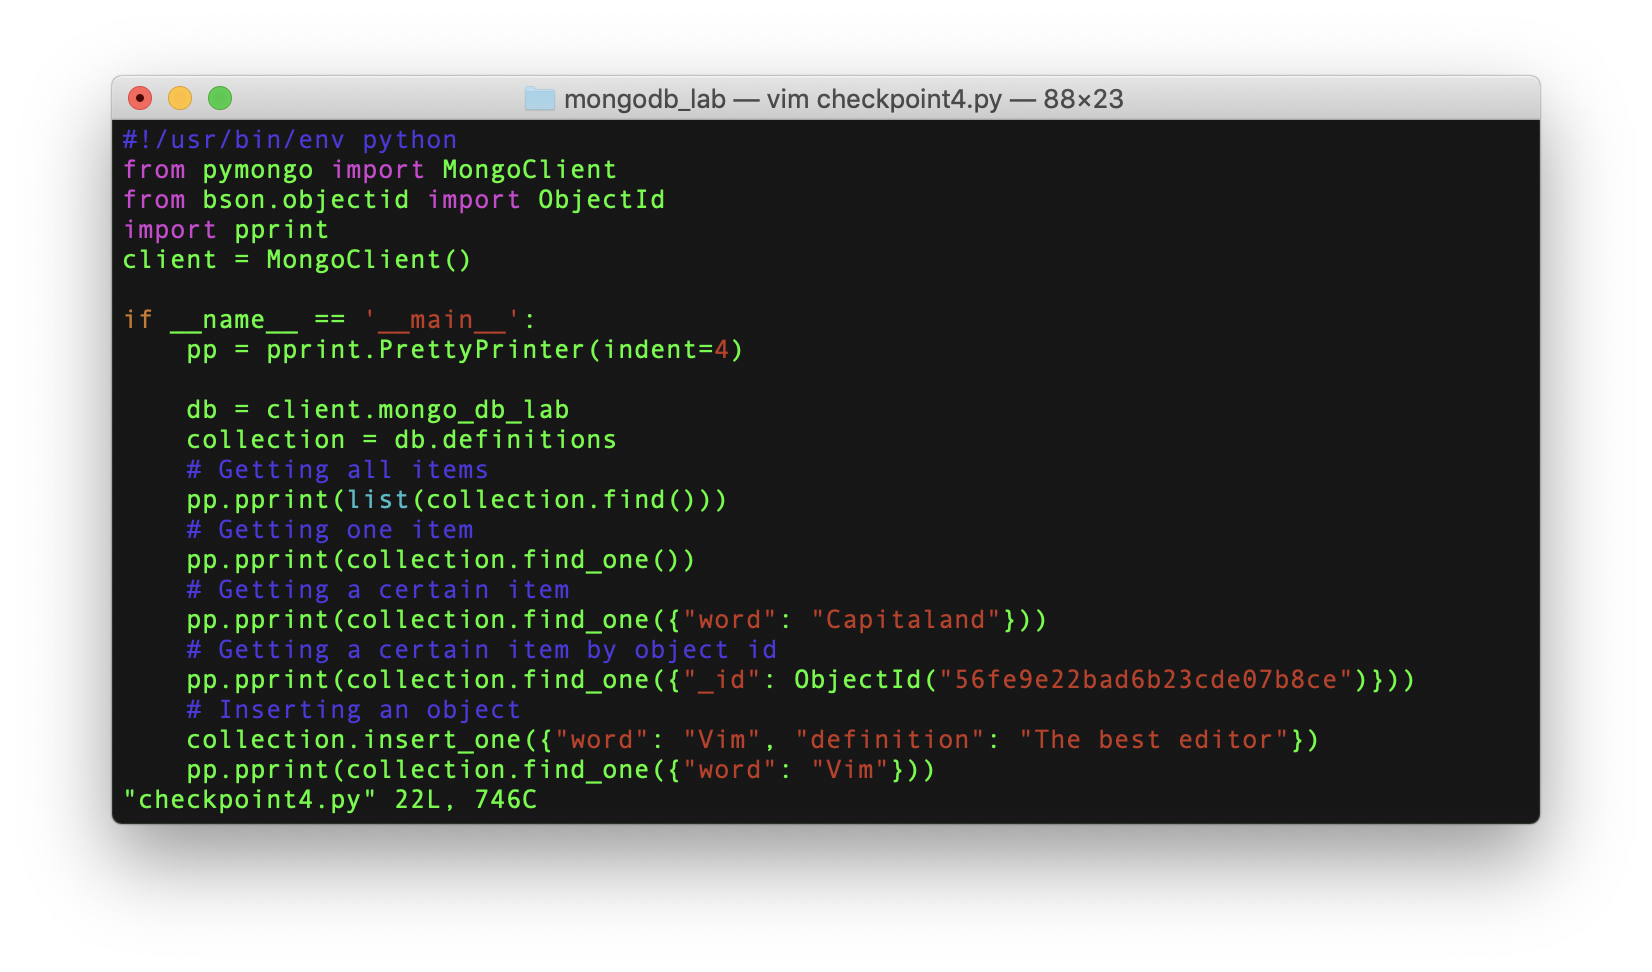 mongodb_lab — vim checkpoint4.py — 88×23
#!/usr/bin/env python
from pymongo import MongoClient
from bson.objectid import ObjectId
import pprint
client = MongoClient()

if __name__ == '__main__':
    pp = pprint.PrettyPrinter(indent=4)

    db = client.mongo_db_lab
    collection = db.definitions
    # Getting all items
    pp.pprint(list(collection.find()))
    # Getting one item
    pp.pprint(collection.find_one())
    # Getting a certain item
    pp.pprint(collection.find_one({"word": "Capitaland"}))
    # Getting a certain item by object id
    pp.pprint(collection.find_one({"_id": ObjectId("56fe9e22bad6b23cde07b8ce")}))
    # Inserting an object
    collection.insert_one({"word": "Vim", "definition": "The best editor"})
    pp.pprint(collection.find_one({"word": "Vim"}))
"checkpoint4.py" 22L, 746C